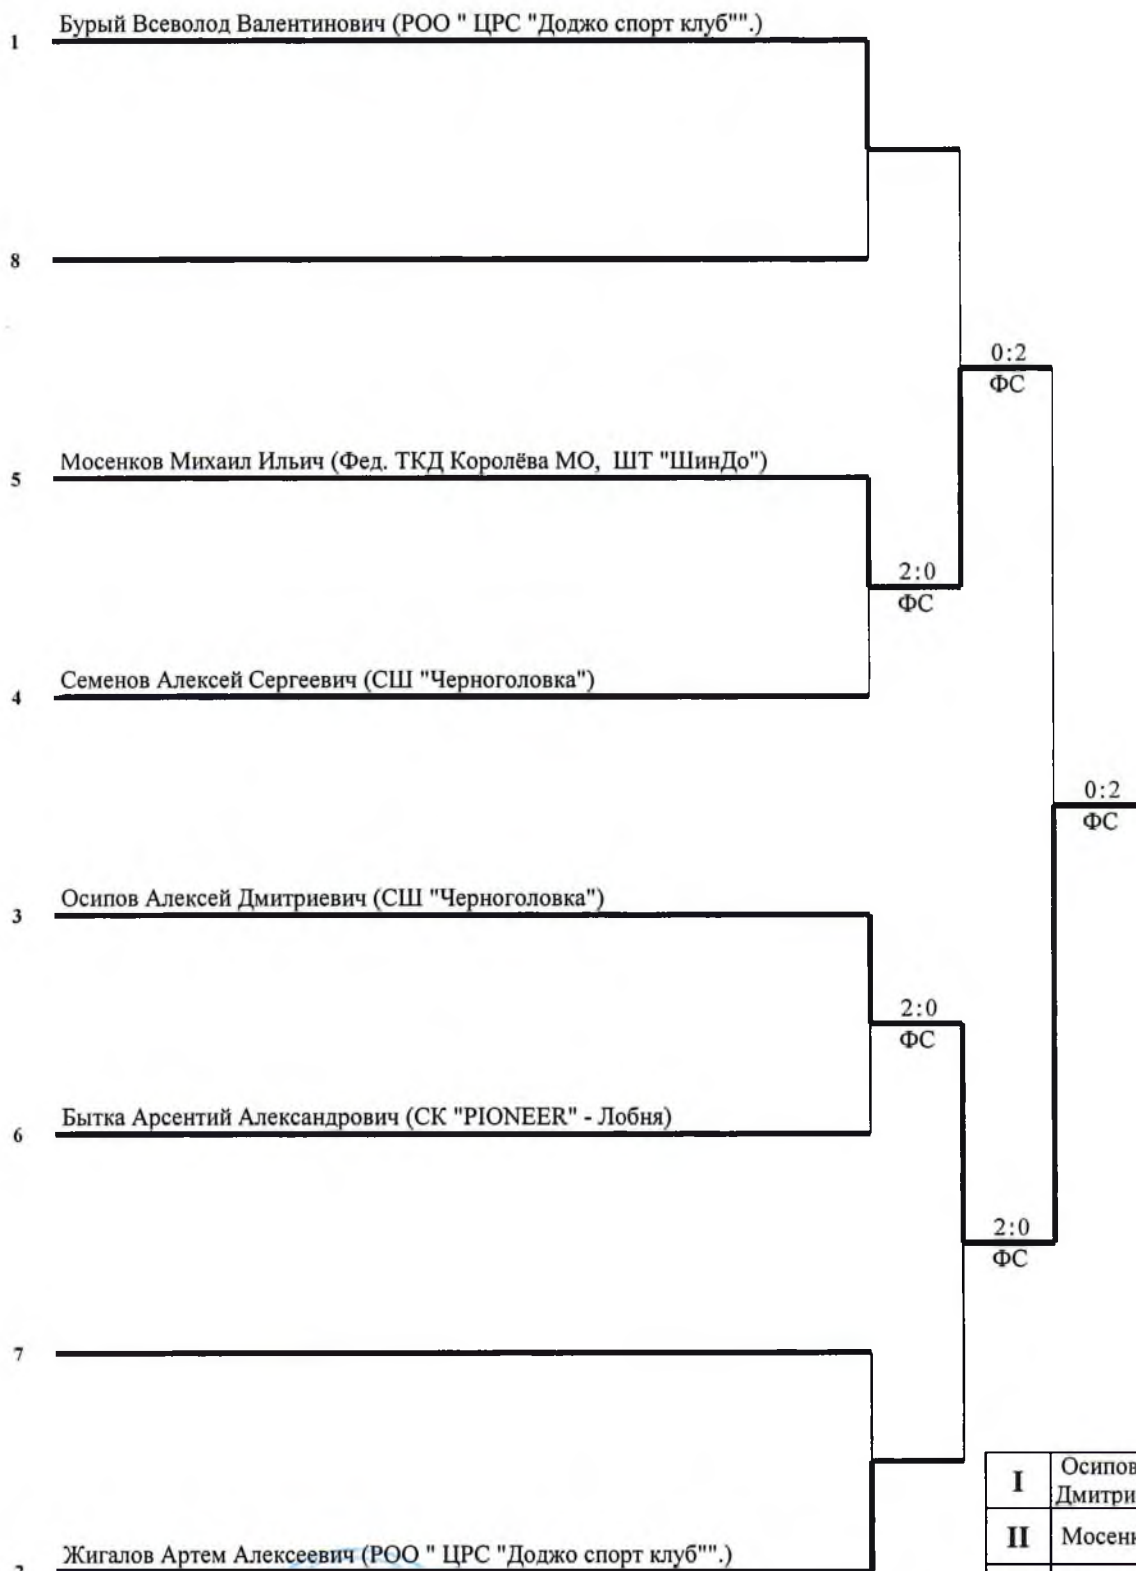 Бурый Всеволод Валентинович (РОО " ЦРС "Доджо спорт клуб"".)
1
8
0:2
ФС
Мосенков Михаил Ильич (Фед. ТКД Королёва МО, ШТ "ШинДо")
5
2:0
ФС
Семенов Алексей Сергеевич (СШ "Черноголовка")
4
0:2
ФС
Осипов Алексей Дмитриевич (СШ "Черноголовка")
3
2:0
ФС
Бытка Арсентий Александрович (СК "PIONEER" - Лобня)
6
2:0
ФС
7
I Осипов
Дмитри
II Мосенк
Жигалов Артем Алексеевич (РОО " ЦРС "Доджо спорт клуб"".)